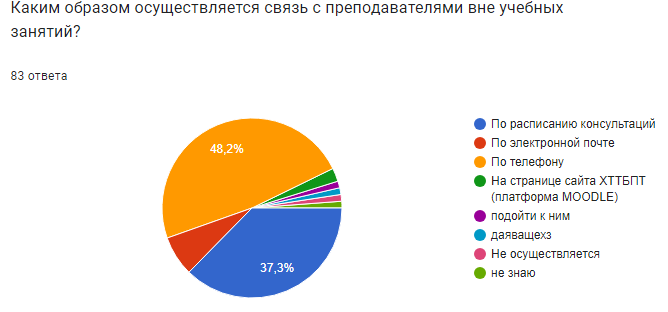 Каким образом осуществляется связь с преподавателями вне учебных
занятий?
83 ответа
48,2%
37,3%
По расписанию консультаций
По электронной почте
По телефону
На странице сайта ХТТБПТ
(платформа MOODLE)
подойти к ним
даяващехз
Не осуществляется
не знаю